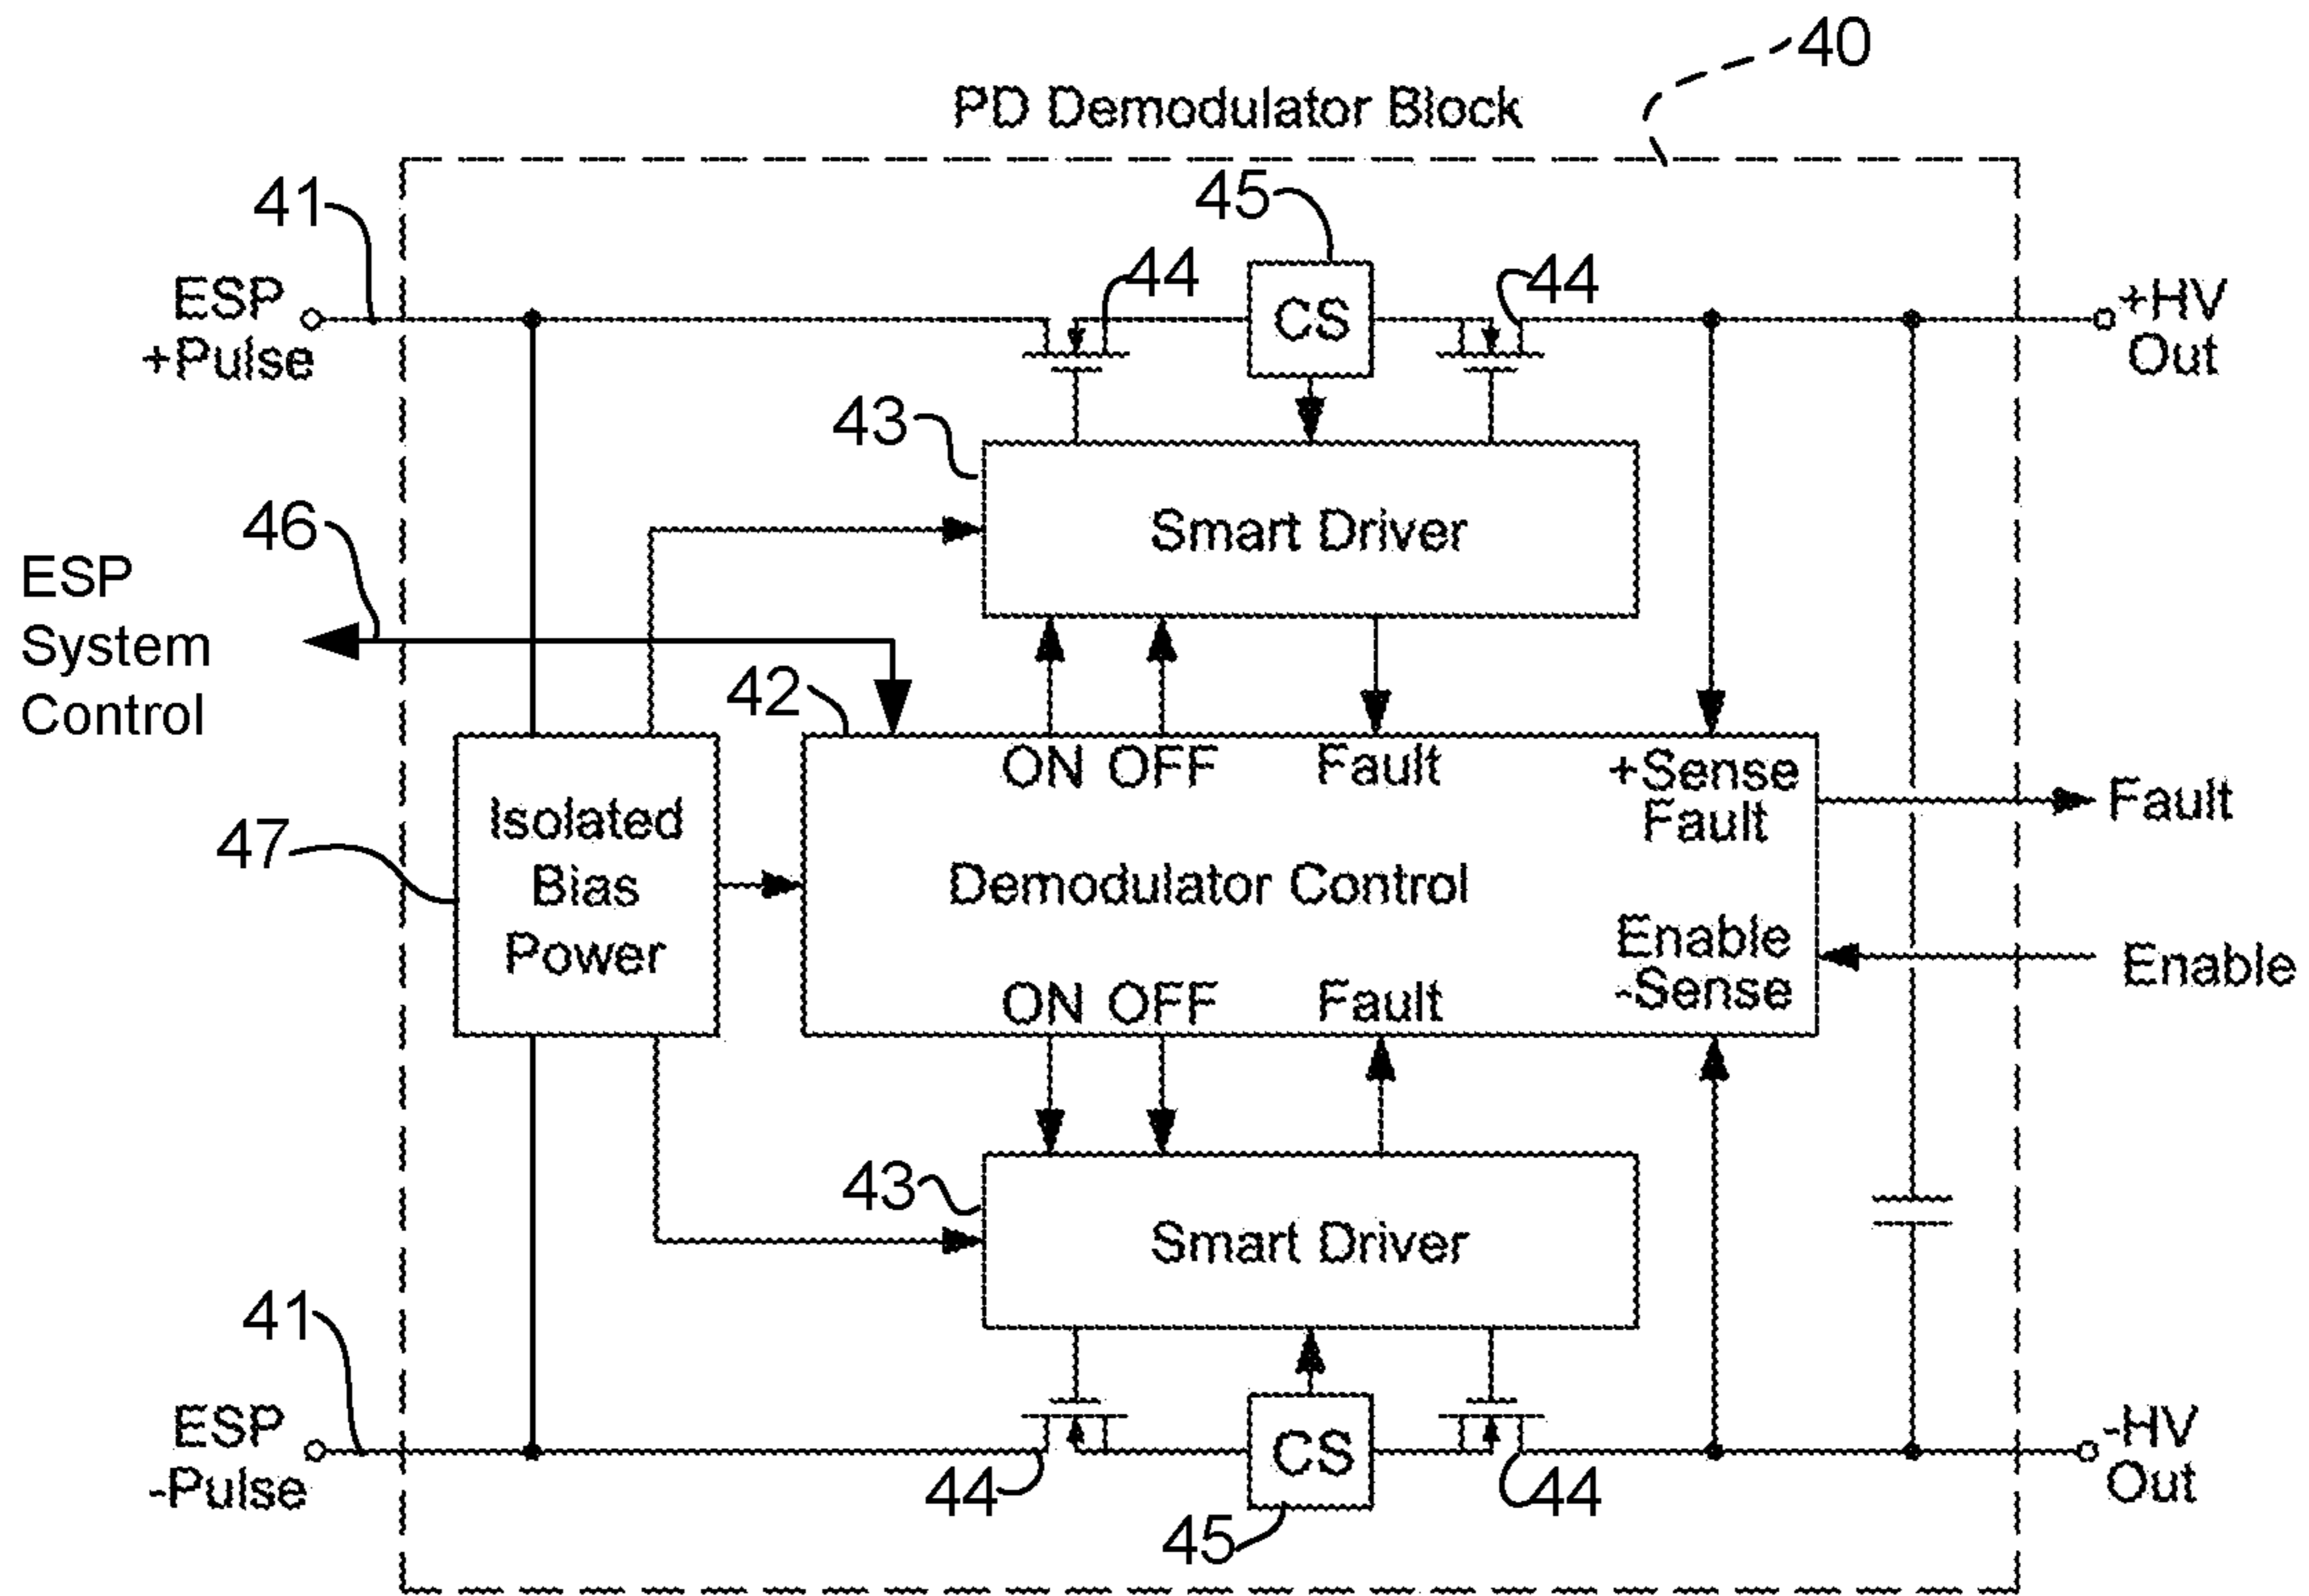 40
PD Demodulator Block
41
45
44
44
ESP
+Pulse
CS
+HV
Out
43
46
Smart Driver
ESP
System
Control
42
ON OFF Fault +Sense
Fault
Fault
47
Isolated
Bias
Power
Demodulator Control
Enable
-Sense
Enable
ON OFF Fault
43
Smart Driver
41
ESP
-Pulse
CS
-HV
Out
44
44
45